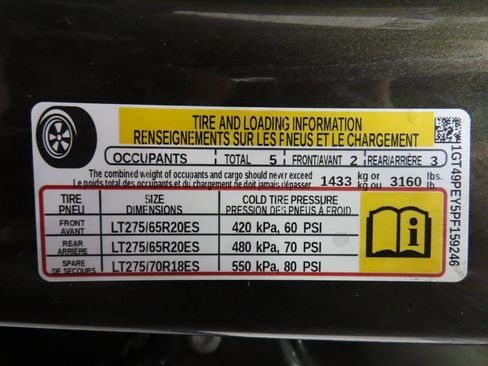 TIRE AND LOADING INFORMATION
RENSEIGNEMENTS SUR LES PNEUS ET LE CHARGEMENT
OCCUPANTS TOTAL 5 FRONT/AVANT 2 REAR/ARRIÈRE 3
The combined weight of occupants and cargo should never exceed 1433 kg or 3160 lbs.
Le poids total des occupants et du chargement ne doit jamais dépasser kg ou lb.
TIRE SIZE COLD TIRE PRESSURE
PNEU DIMENSIONS PRESSION DES PNEUS À FROID
FRONT
AVANT LT275/65R20ES 420 kPa, 60 PSI
REAR
ARRIÈRE LT275/65R20ES 480 kPa, 70 PSI
SPARE
DE SECOURS LT275/70R18ES 550 kPa, 80 PSI
1GT49PEY5PF159246